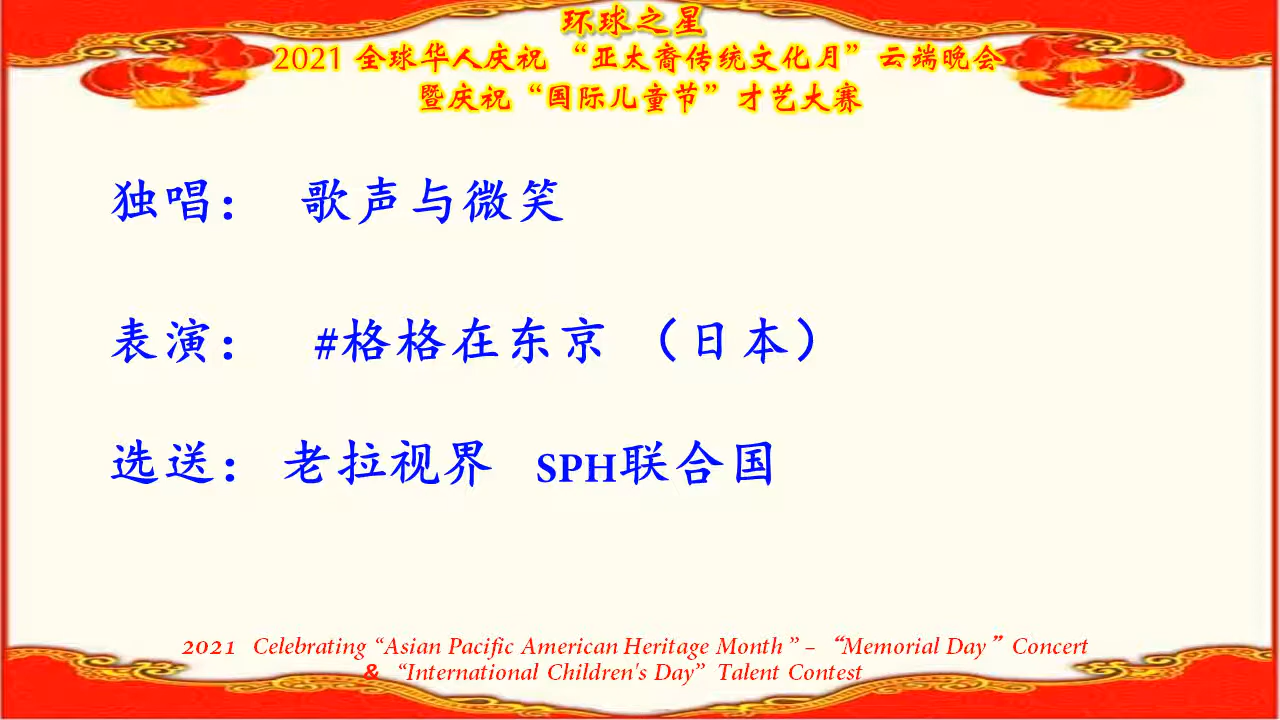 环球之星
2021 全球华人庆祝 “亚太裔传统文化月” 云端晚会
暨庆祝“国际儿童节”才艺大赛
独唱： 歌声与微笑
表演： #格格在东京 （日本）
选送： 老拉视界 SPH联合国
2021 Celebrating “Asian Pacific American Heritage Month ” – “Memorial Day” Concert
& “International Children's Day” Talent Contest